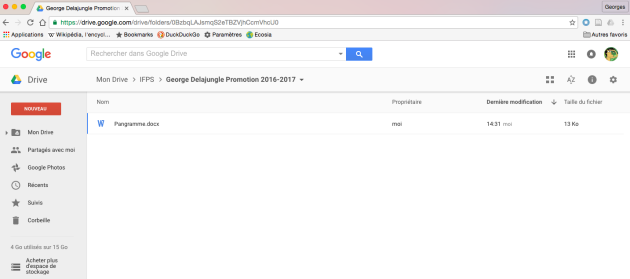 George Delajungle Promotion
Georges
https://drive.google.com/drive/folders/0BzbqLAJsmqS2eTBZVjhCcmVhcU0
Applications Wikipédia, l'encycl... Bookmarks DuckDuckGo Paramètres Ecosia Autres favoris
Google Rechercher dans Google Drive
Drive Mon Drive > IFPS > George Delajungle Promotion 2016-2017
NOUVEAU
Nom Propriétaire Dernière modification Taille du fichier
W Pangramme.docx moi 14:31 moi 13 Ko
Mon Drive
Partagés avec moi
Google Photos
Récents
Suivis
Corbeille
4 Go utilisés sur 15 Go
Acheter plus
d'espace de
stockage